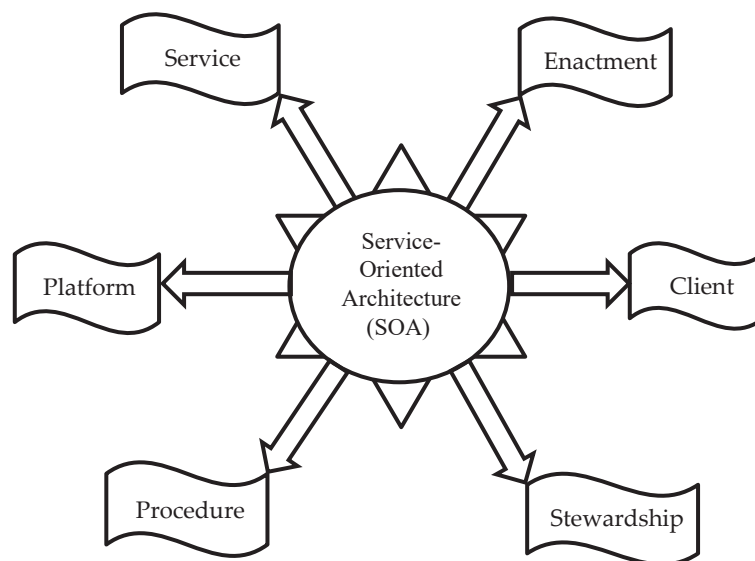 Service
Enactment
Service-
Oriented
Architecture
(SOA)
Platform
Client
Procedure
Stewardship